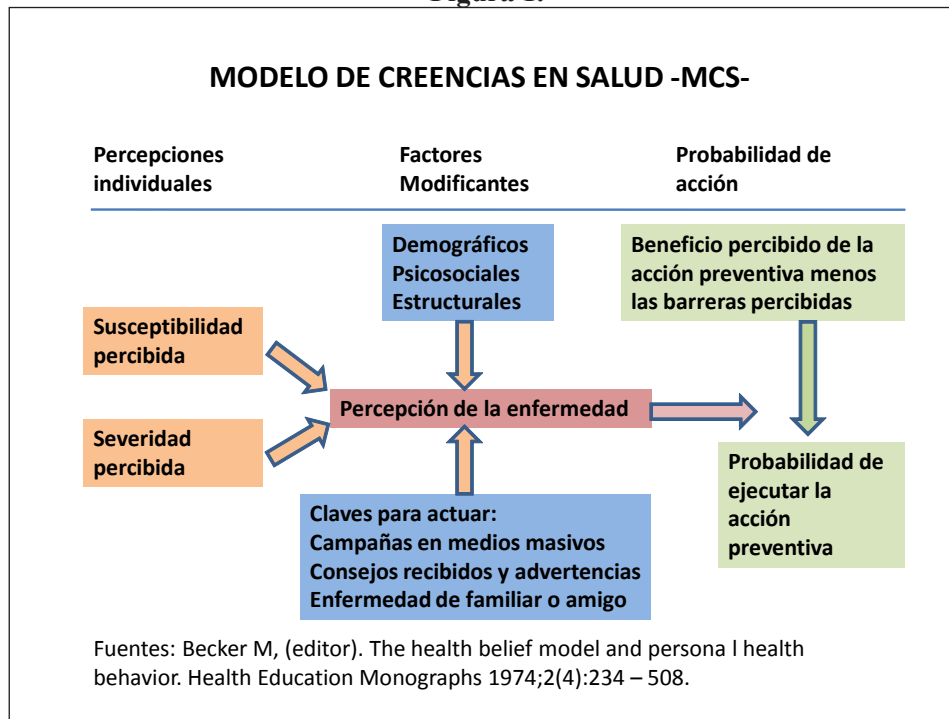 Figura 1.
MODELO DE CREENCIAS EN SALUD -MCS-
Percepciones
individuales
Factores
Modificantes
Probabilidad de
acción
Demográficos
Psicosociales
Estructurales
Beneficio percibido de la
acción preventiva menos
las barreras percibidas
Susceptibilidad
percibida
Percepción de la enfermedad
Severidad
percibida
Probabilidad de
ejecutar la
acción
preventiva
Claves para actuar:
Campañas en medios masivos
Consejos recibidos y advertencias
Enfermedad de familiar o amigo
Fuentes: Becker M, (editor). The health belief model and persona l health
behavior. Health Education Monographs 1974;2(4):234 – 508.